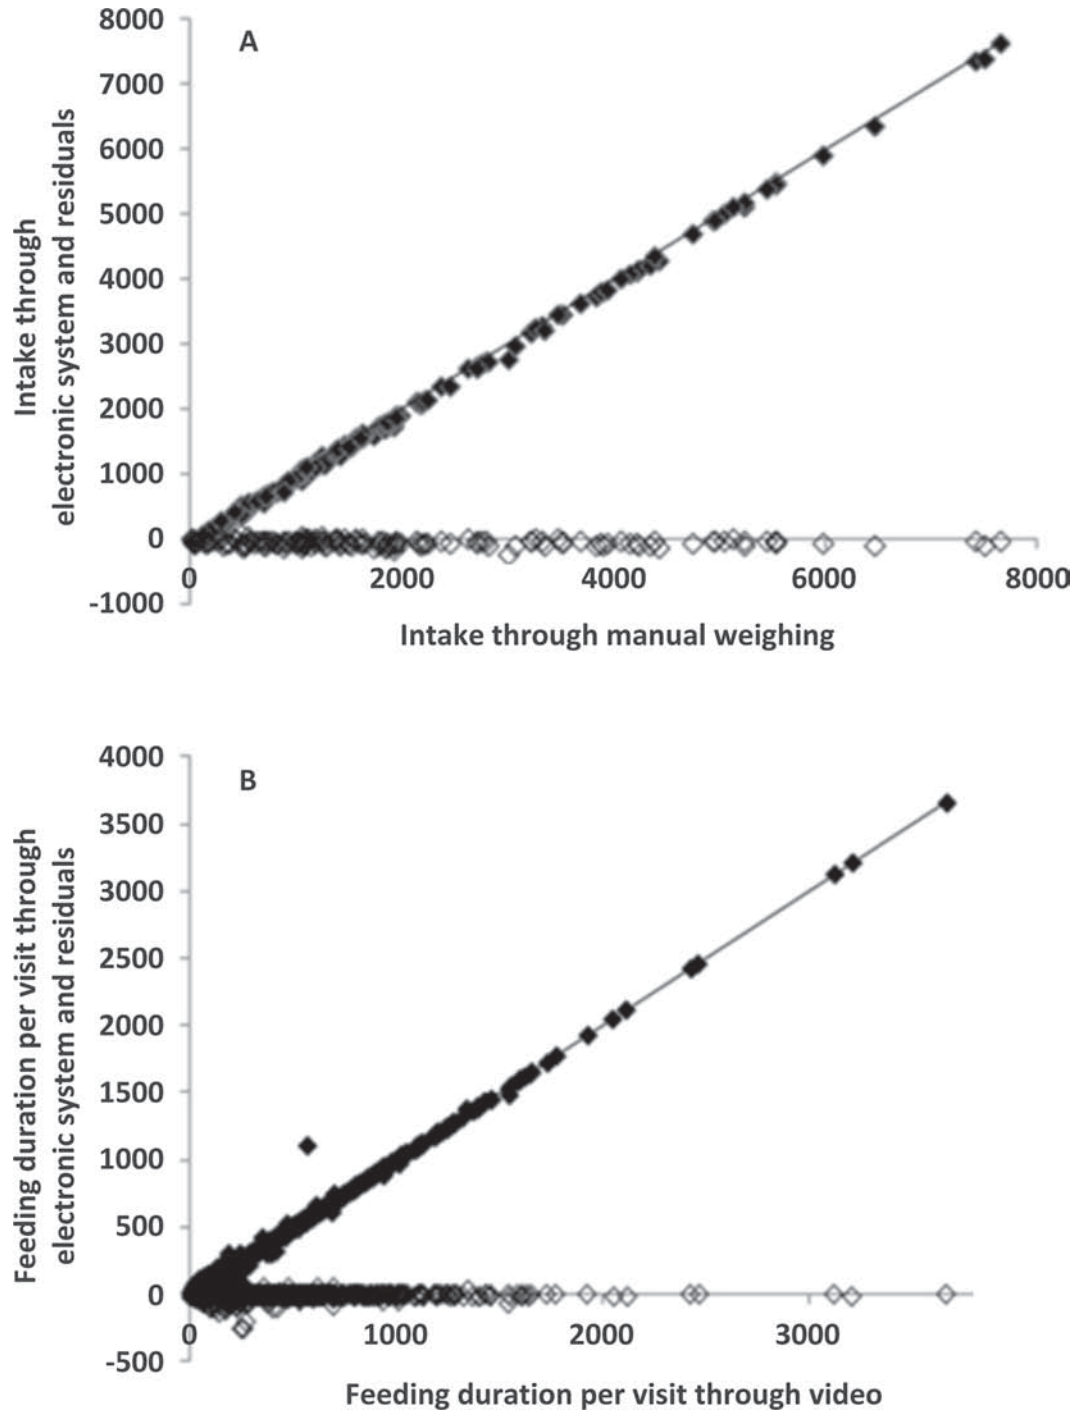 8000
A
7000
6000
5000
4000
3000
2000
1000
0
-1000
Intake through
electronic system and residuals
0 2000 4000 6000 8000
Intake through manual weighing
4000
B
3500
3000
2500
2000
1500
1000
500
0
-500
Feeding duration per visit through
electronic system and residuals
0 1000 2000 3000
Feeding duration per visit through video